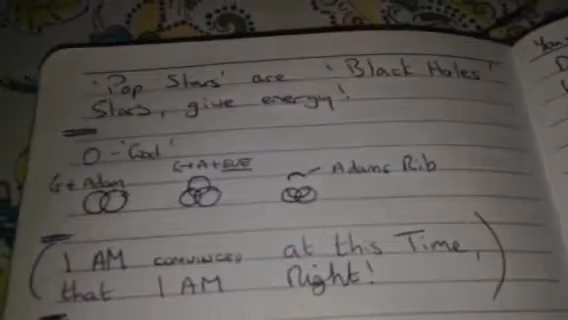 'Pop Stars' are 'Black Holes'
Stars, give energy!
O - 'God'
G + Adam
G+A+EVE
Adams Rib
(I AM CONVINCED at this Time,
that I AM Right!)
You